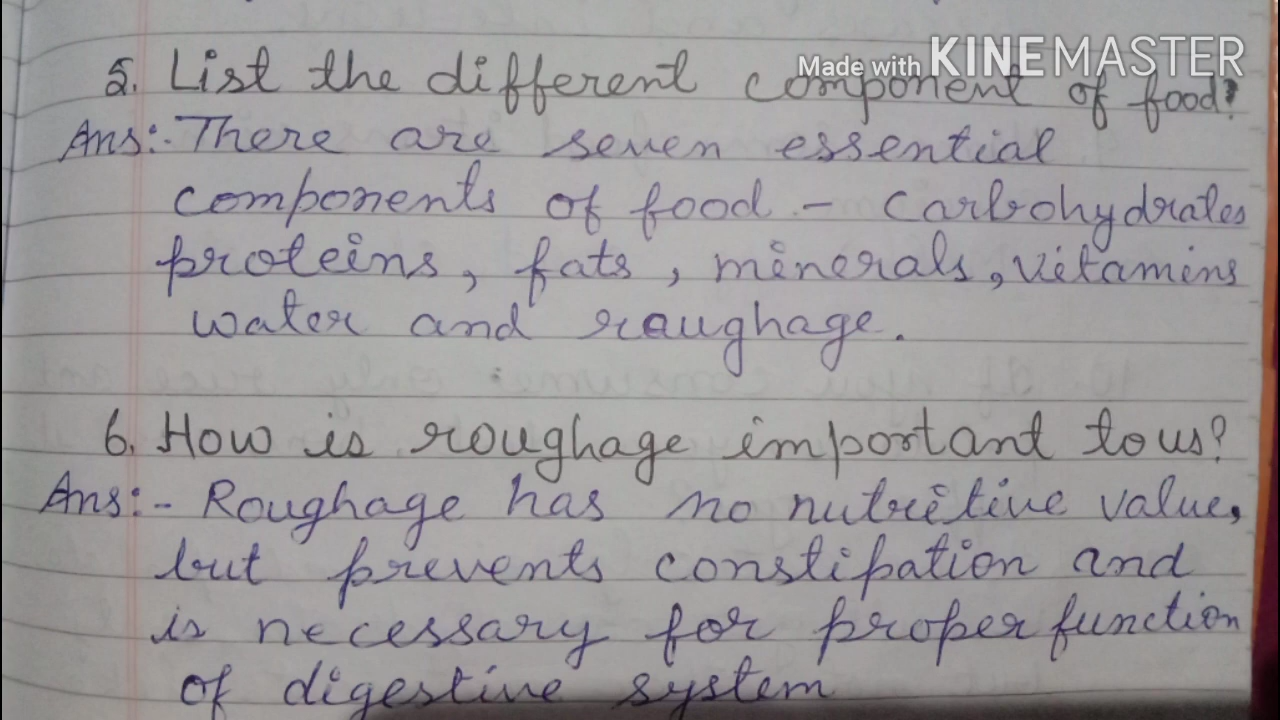 Made with KINEMASTER
5. List the different component of food?
Ans:- There are seven essential
components of food - carbohydrates
proteins, fats, minerals, vitamins
water and roughage.
6. How is roughage important to us?
Ans:- Roughage has no nutritive value,
but prevents constipation and
is necessary for proper function
of digestive system